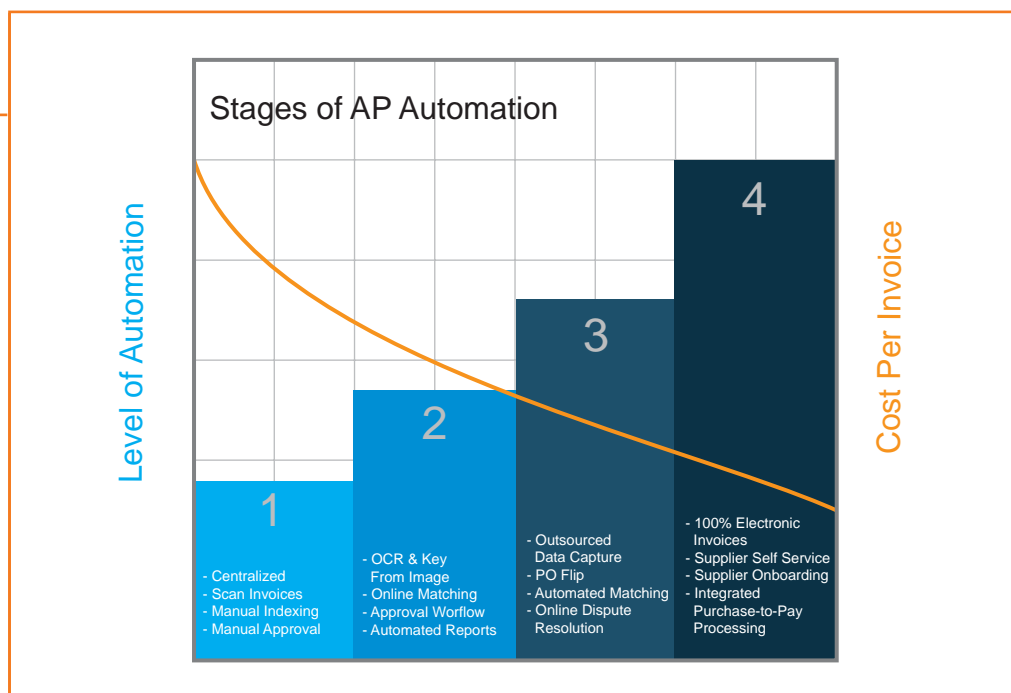 Stages of AP Automation
Level of Automation
Cost Per Invoice
1
- Centralized
- Scan Invoices
- Manual Indexing
- Manual Approval
2
- OCR & Key
From Image
- Online Matching
- Approval Worflow
- Automated Reports
3
- Outsourced
Data Capture
- PO Flip
- Automated Matching
- Online Dispute
Resolution
4
- 100% Electronic
Invoices
- Supplier Self Service
- Supplier Onboarding
- Integrated
Purchase-to-Pay
Processing